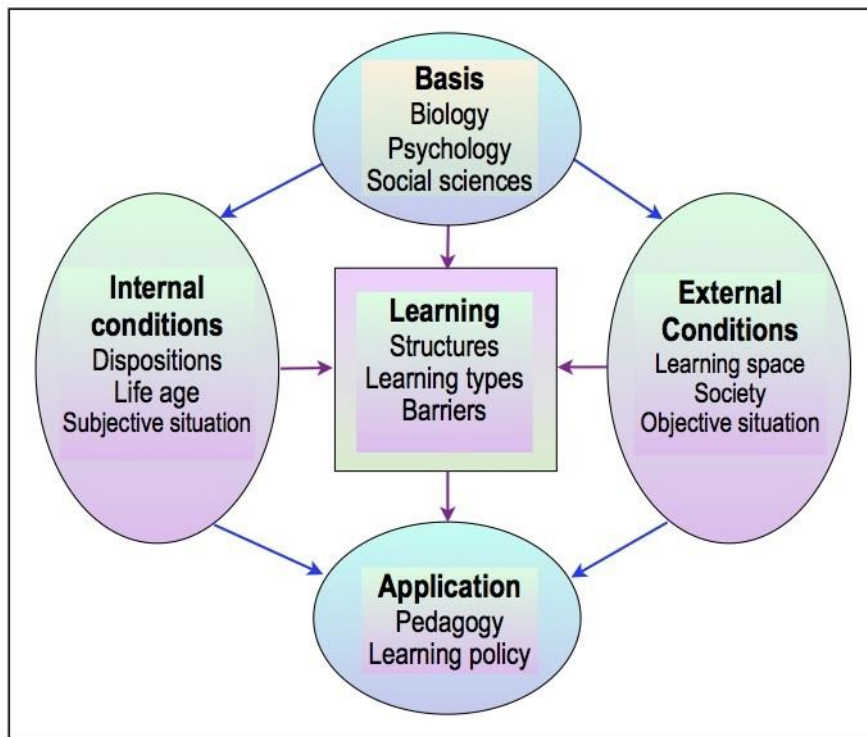 Basis
Biology
Psychology
Social sciences
Internal
conditions
Dispositions
Life age
Subjective situation
Learning
Structures
Learning types
Barriers
External
Conditions
Learning space
Society
Objective situation
Application
Pedagogy
Learning policy